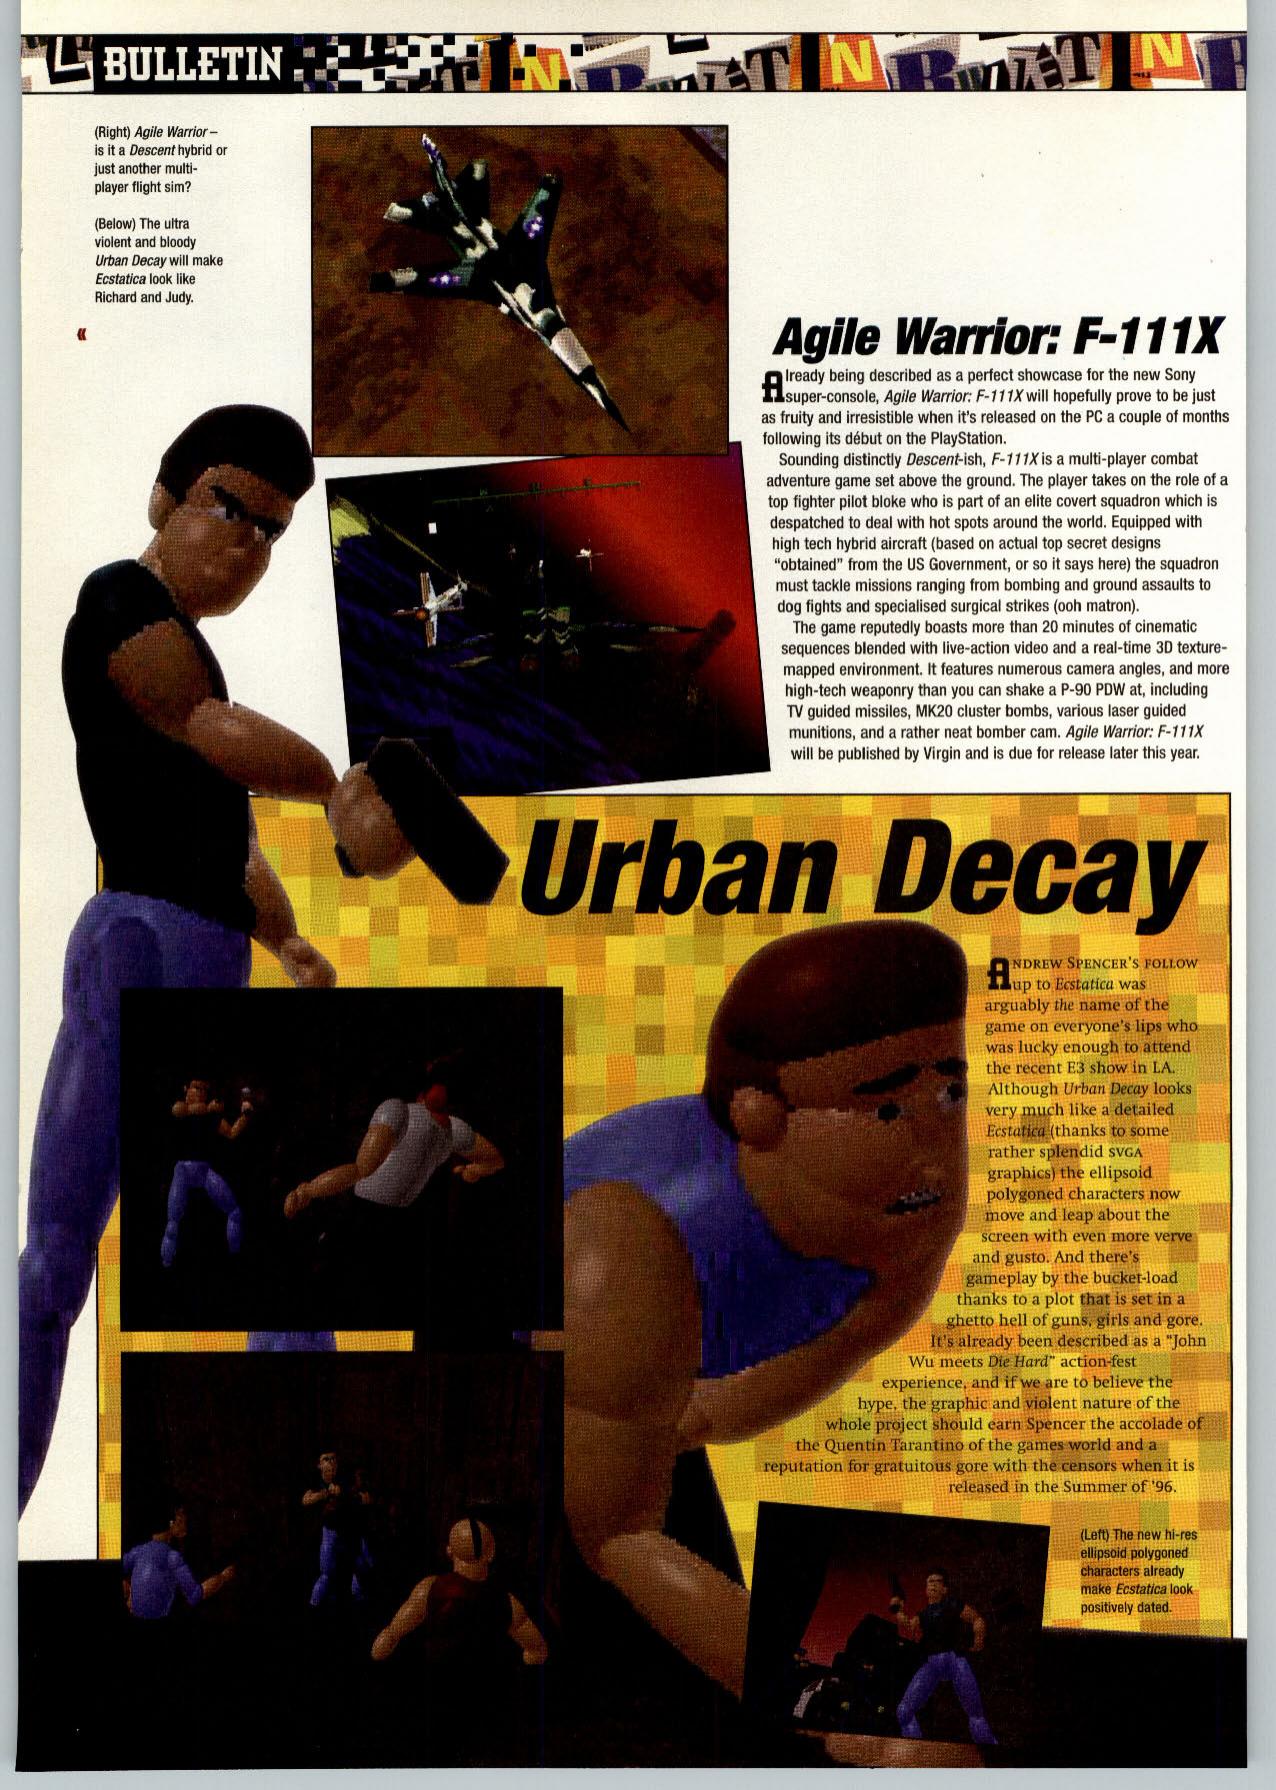 BULLETIN
(Right) Agile Warrior –
is it a Descent hybrid or
just another multi-
player flight sim?
(Below) The ultra
violent and bloody
Urban Decay will make
Ecstatica look like
Richard and Judy.
«
Agile Warrior: F-111X
Already being described as a perfect showcase for the new Sony
super-console, Agile Warrior: F-111X will hopefully prove to be just
as fruity and irresistible when it's released on the PC a couple of months
following its début on the PlayStation.
Sounding distinctly Descent-ish, F-111X is a multi-player combat
adventure game set above the ground. The player takes on the role of a
top fighter pilot bloke who is part of an elite covert squadron which is
despatched to deal with hot spots around the world. Equipped with
high tech hybrid aircraft (based on actual top secret designs
“obtained” from the US Government, or so it says here) the squadron
must tackle missions ranging from bombing and ground assaults to
dog fights and specialised surgical strikes (ooh matron).
The game reputedly boasts more than 20 minutes of cinematic
sequences blended with live-action video and a real-time 3D texture-
mapped environment. It features numerous camera angles, and more
high-tech weaponry than you can shake a P-90 PDW at, including
TV guided missiles, MK20 cluster bombs, various laser guided
munitions, and a rather neat bomber cam. Agile Warrior: F-111X
will be published by Virgin and is due for release later this year.
Urban Decay
ANDREW SPENCER'S FOLLOW
up to Ecstatica was
arguably the name of the
game on everyone's lips who
was lucky enough to attend
the recent E3 show in LA.
Although Urban Decay looks
very much like a detailed
Ecstatica (thanks to some
rather splendid SVGA
graphics) the ellipsoid
polygoned characters now
move and leap about the
screen with even more verve
and gusto. And there's
gameplay by the bucket-load
thanks to a plot that is set in a
ghetto hell of guns, girls and gore.
It's already been described as a “John
Wu meets Die Hard” action-fest
experience, and if we are to believe the
hype, the graphic and violent nature of the
whole project should earn Spencer the accolade of
the Quentin Tarantino of the games world and a
reputation for gratuitous gore with the censors when it is
released in the Summer of '96.
(Left) The new hi-res
ellipsoid polygoned
characters already
make Ecstatica look
positively dated.